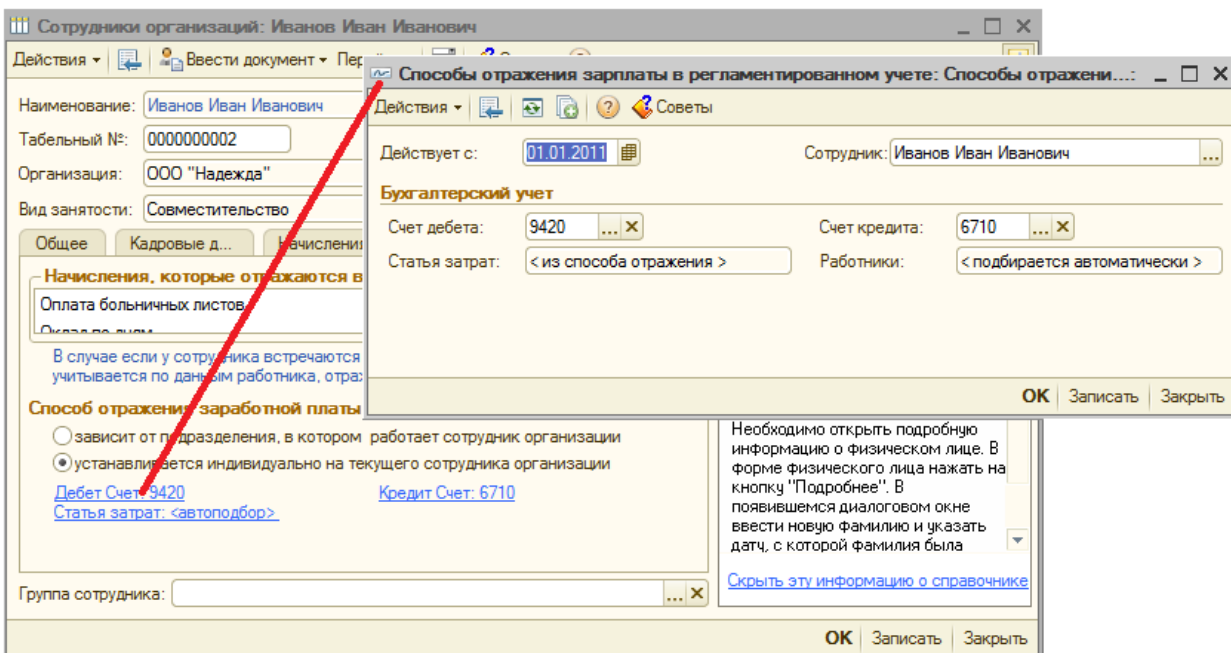 Сотрудники организаций: Иванов Иван Иванович
Действия Ввести документ
Наименование: Иванов Иван Иванович
Табельный №: 0000000002
Организация: ООО "Надежда"
Вид занятости: Совместительство
Общее Кадровые д... Начисления
Начисления, которые отражаются в
Оплата больничных листов
Оклад по дням
В случае если у сотрудника встречаются
учитывается по данным работника,
Способ отражения заработной платы
зависит от подразделения, в котором работает сотрудник организации
устанавливается индивидуально на текущего сотрудника организации
Дебет Счет: 9420 Кредит Счет: 6710
Статья затрат: <автоподбор>
Группа сотрудника: ...
OK Записать Закрыть
Способы отражения зарплаты в регламентированном учете: Способы отражени...:
Действия Советы
Действует с: 01.01.2011 Сотрудник: Иванов Иван Иванович ...
Бухгалтерский учет
Счет дебета: 9420 ... Счет кредита: 6710 ...
Статья затрат: < из способа отражения > Работники: < подбирается автоматически >
OK Записать Закрыть
Необходимо открыть подробную
информацию о физическом лице. В
форме физического лица нажать на
кнопку "Подробнее". В
появившемся диалоговом окне
ввести новую фамилию и указать
дату, с которой фамилия была
Скрыть эту информацию о справочнике